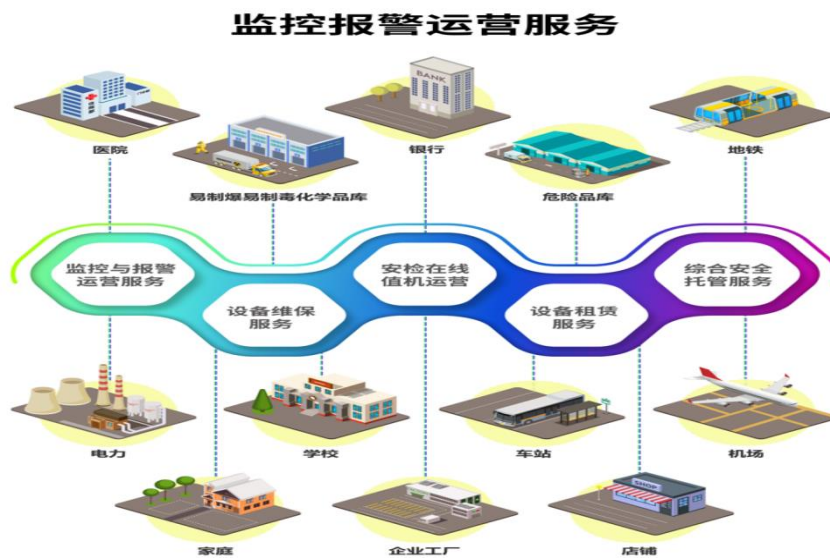 监控报警运营服务
BANK
医院
银行
地铁
易制爆易制毒化学品库
危险品库
监控与报警
运营服务
设备维保
服务
安检在线
值机运营
设备租赁
服务
综合安全
托管服务
电力
学校
车站
机场
SHOP
家庭
企业工厂
店铺